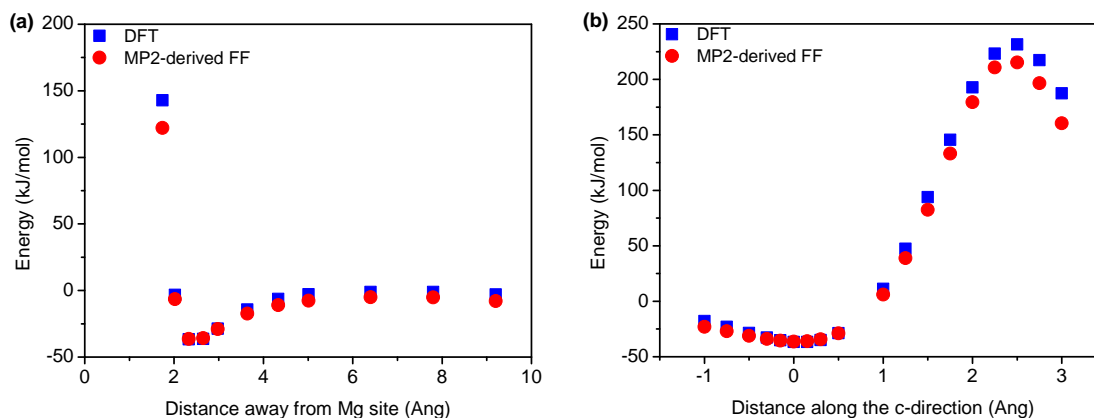 (a)
DFT
MP2-derived FF
Energy (kJ/mol)
200
150
100
50
0
-50
0 2 4 6 8 10
Distance away from Mg site (Ang)
(b)
DFT
MP2-derived FF
Energy (kJ/mol)
250
200
150
100
50
0
-50
-1 0 1 2 3
Distance along the c-direction (Ang)